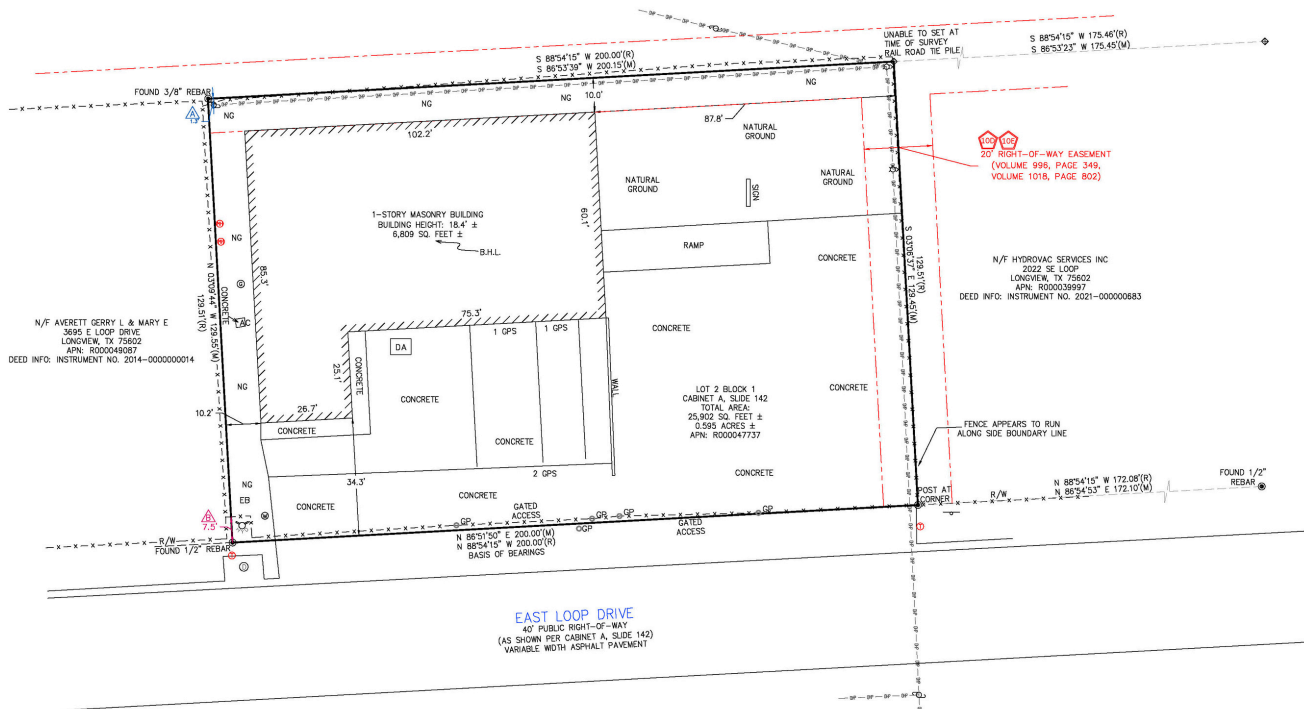 UNABLE TO SET AT
TIME OF SURVEY
RAIL ROAD TIE PILE
S 88°54'15" W 175.46'(R)
S 86°53'23" W 175.45'(M)
S 88°54'15" W 200.00'(R)
S 86°53'39" W 200.15'(M)
FOUND 3/8" REBAR
A
NG
NG
NG
NG
10.0'
102.2'
87.8'
NATURAL
GROUND
10D 10E
20' RIGHT-OF-WAY EASEMENT
(VOLUME 996, PAGE 349,
VOLUME 1018, PAGE 802)
NATURAL
GROUND
NATURAL
GROUND
SIGN
1-STORY MASONRY BUILDING
BUILDING HEIGHT: 18.4' ±
6,809 SQ. FEET ±
B.H.L.
60.1'
NG
RAMP
CONCRETE
85.3'
N 03°09'44" W 129.55'(M)
129.51'(R)
CONCRETE
AC
S 03°06'37" E 129.45'(M)
129.51'(R)
N/F HYDROVAC SERVICES INC
2022 SE LOOP
LONGVIEW, TX 75602
APN: R000039997
DEED INFO: INSTRUMENT NO. 2021-000000683
N/F AVERETT GERRY L & MARY E
3695 E LOOP DRIVE
LONGVIEW, TX 75602
APN: R000049087
DEED INFO: INSTRUMENT NO. 2014-0000000014
75.3'
1 GPS
1 GPS
CONCRETE
DA
25.1'
CONCRETE
WALL
NG
CONCRETE
CONCRETE
LOT 2 BLOCK 1
CABINET A, SLIDE 142
TOTAL AREA:
25,902 SQ. FEET ±
0.595 ACRES ±
APN: R000047737
10.2'
26.7'
CONCRETE
CONCRETE
FENCE APPEARS TO RUN
ALONG SIDE BOUNDARY LINE
2 GPS
CONCRETE
NG
34.3'
EB
CONCRETE
CONCRETE
B
7.5'
GATED
ACCESS
GP
GP
GP
GP
GP
GATED
ACCESS
POST AT
CORNER
R/W
N 88°54'15" W 172.08'(R)
N 86°54'53" E 172.10'(M)
FOUND 1/2"
REBAR
R/W
FOUND 1/2" REBAR
N 86°51'50" E 200.00'(M)
N 88°54'15" W 200.00'(R)
BASIS OF BEARINGS
EAST LOOP DRIVE
40' PUBLIC RIGHT-OF-WAY
(AS SHOWN PER CABINET A, SLIDE 142)
VARIABLE WIDTH ASPHALT PAVEMENT